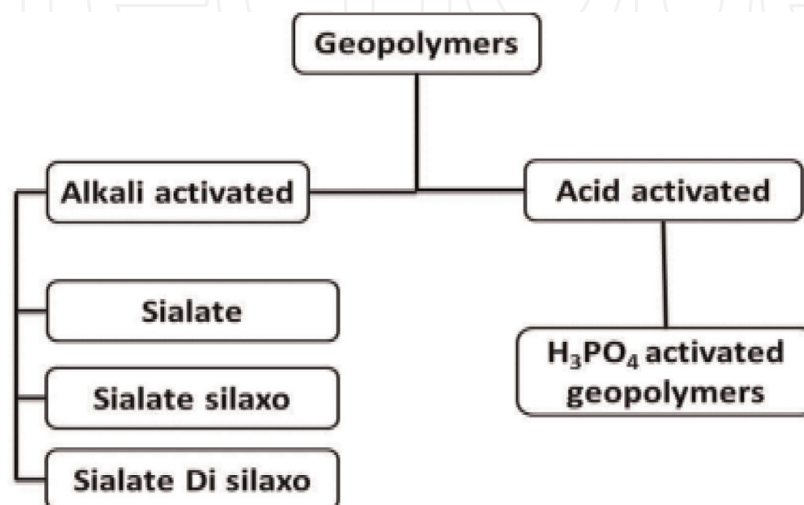 Geopolymers
Alkali activated
Acid activated
Sialate
H₃PO₄ activated
geopolymers
Sialate silaxo
Sialate Di silaxo